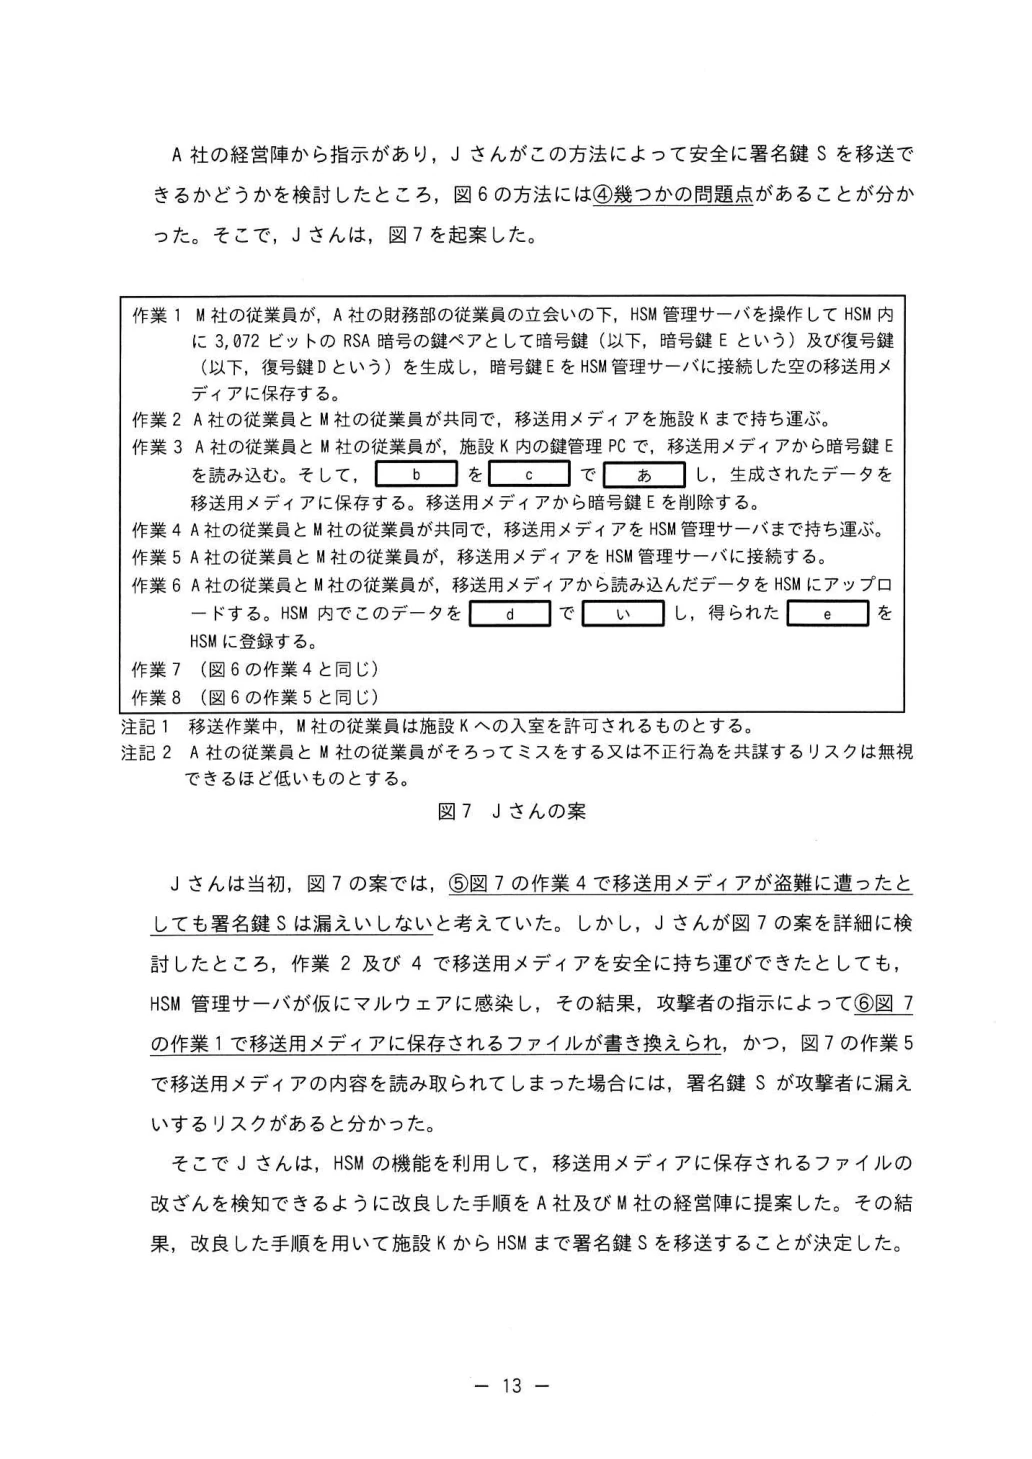 A 社の経営陣から指示があり，J さんがこの方法によって安全に署名鍵 S を移送で
きるかどうかを検討したところ，図 6 の方法には④幾つかの問題点があることが分か
った。そこで，J さんは，図 7 を起案した。
作業 1 M 社の従業員が，A 社の財務部の従業員の立会いの下，HSM 管理サーバを操作して HSM 内
に 3,072 ビットの RSA 暗号の鍵ペアとして暗号鍵（以下，暗号鍵 E という）及び復号鍵
（以下，復号鍵 D という）を生成し，暗号鍵 E を HSM 管理サーバに接続した空の移送用メ
ディアに保存する。
作業 2 A 社の従業員と M 社の従業員が共同で，移送用メディアを施設 K まで持ち運ぶ。
作業 3 A 社の従業員と M 社の従業員が，施設 K 内の鍵管理 PC で，移送用メディアから暗号鍵 E
を読み込む。そして， b を c で あ し，生成されたデータを
移送用メディアに保存する。移送用メディアから暗号鍵 E を削除する。
作業 4 A 社の従業員と M 社の従業員が共同で，移送用メディアを HSM 管理サーバまで持ち運ぶ。
作業 5 A 社の従業員と M 社の従業員が，移送用メディアを HSM 管理サーバに接続する。
作業 6 A 社の従業員と M 社の従業員が，移送用メディアから読み込んだデータを HSM にアップロ
ードする。HSM 内でこのデータを d で い し，得られた e を
HSM に登録する。
作業 7 （図 6 の作業 4 と同じ）
作業 8 （図 6 の作業 5 と同じ）
注記 1 移送作業中，M 社の従業員は施設 K への入室を許可されるものとする。
注記 2 A 社の従業員と M 社の従業員がそろってミスをする又は不正行為を共謀するリスクは無視
できるほど低いものとする。
図 7 J さんの案
J さんは当初，図 7 の案では，⑤図 7 の作業 4 で移送用メディアが盗難に遭ったと
しても署名鍵 S は漏えいしないと考えていた。しかし，J さんが図 7 の案を詳細に検
討したところ，作業 2 及び 4 で移送用メディアを安全に持ち運びできたとしても，
HSM 管理サーバが仮にマルウェアに感染し，その結果，攻撃者の指示によって⑥図 7
の作業 1 で移送用メディアに保存されるファイルが書き換えられ，かつ，図 7 の作業 5
で移送用メディアの内容を読み取られてしまった場合には，署名鍵 S が攻撃者に漏え
いするリスクがあると分かった。
そこで J さんは，HSM の機能を利用して，移送用メディアに保存されるファイルの
改ざんを検知できるように改良した手順を A 社及び M 社の経営陣に提案した。その結
果，改良した手順を用いて施設 K から HSM まで署名鍵 S を移送することが決定した。
－ 13 －